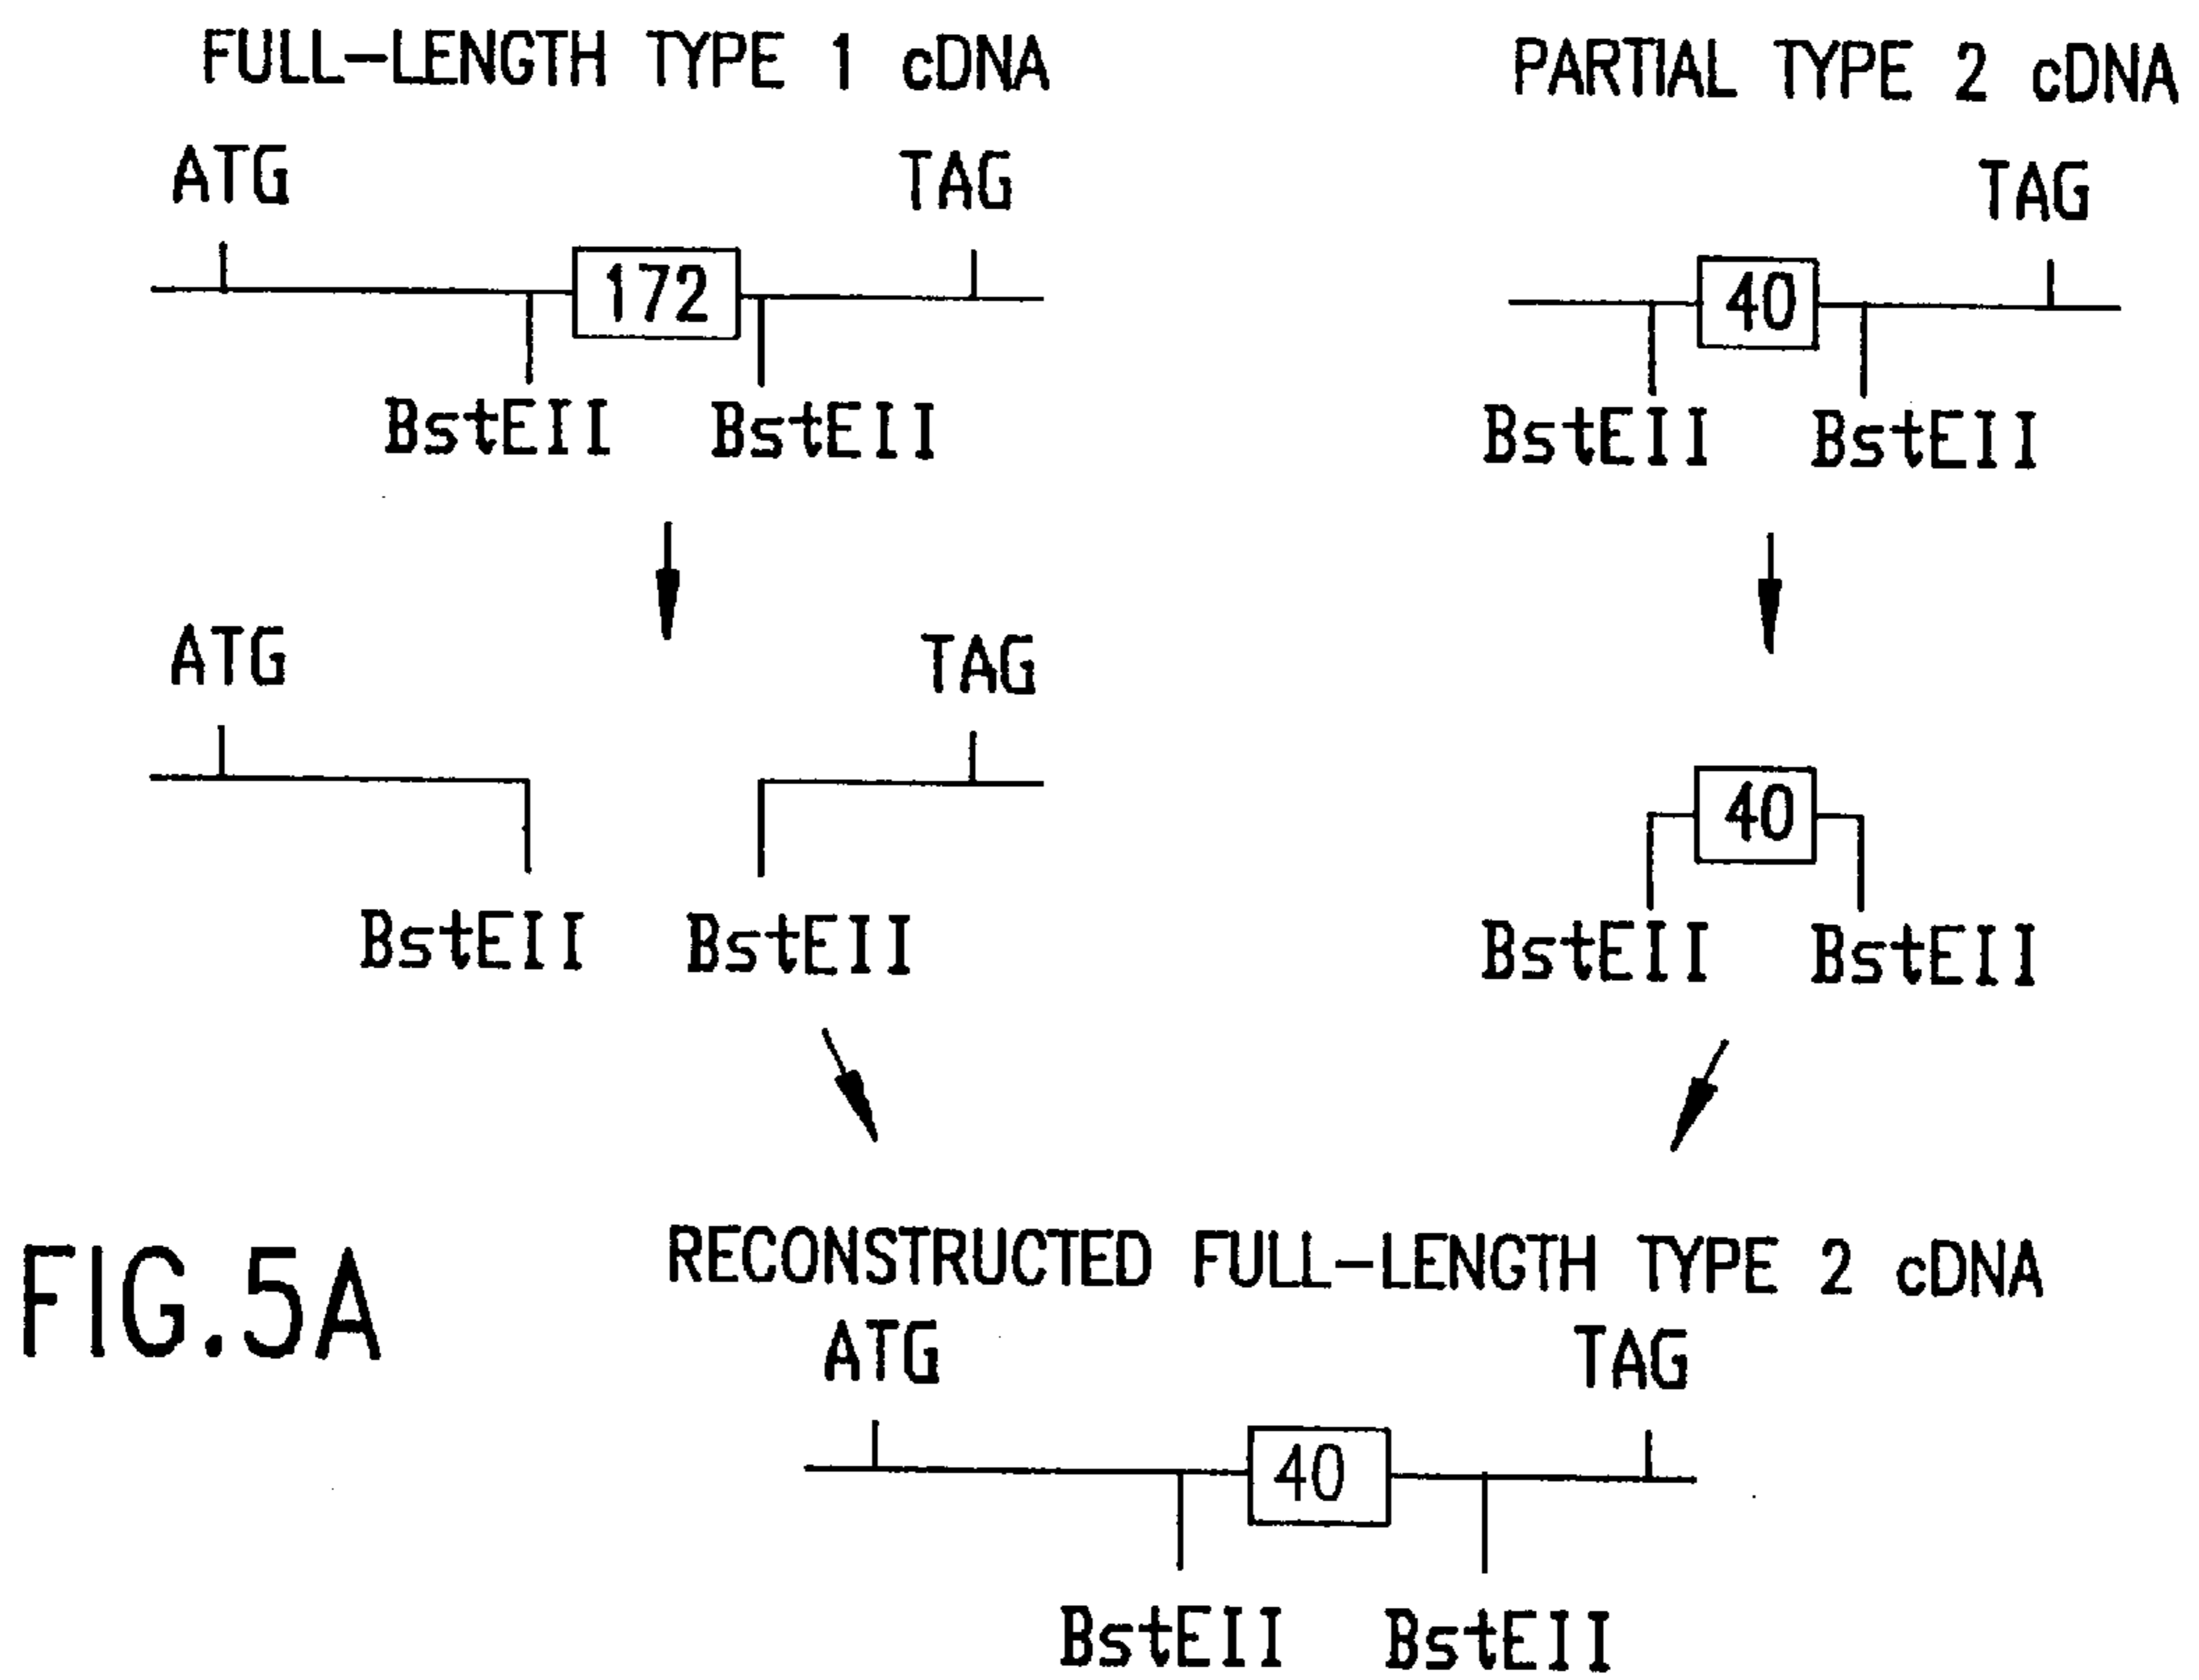 FULL-LENGTH TYPE 1 cDNA
ATG TAG
172
BstEII BstEII
PARTIAL TYPE 2 cDNA
TAG
40
BstEII BstEII
ATG TAG
BstEII BstEII
40
BstEII BstEII
RECONSTRUCTED FULL-LENGTH TYPE 2 cDNA
ATG TAG
40
BstEII BstEII
FIG.5A